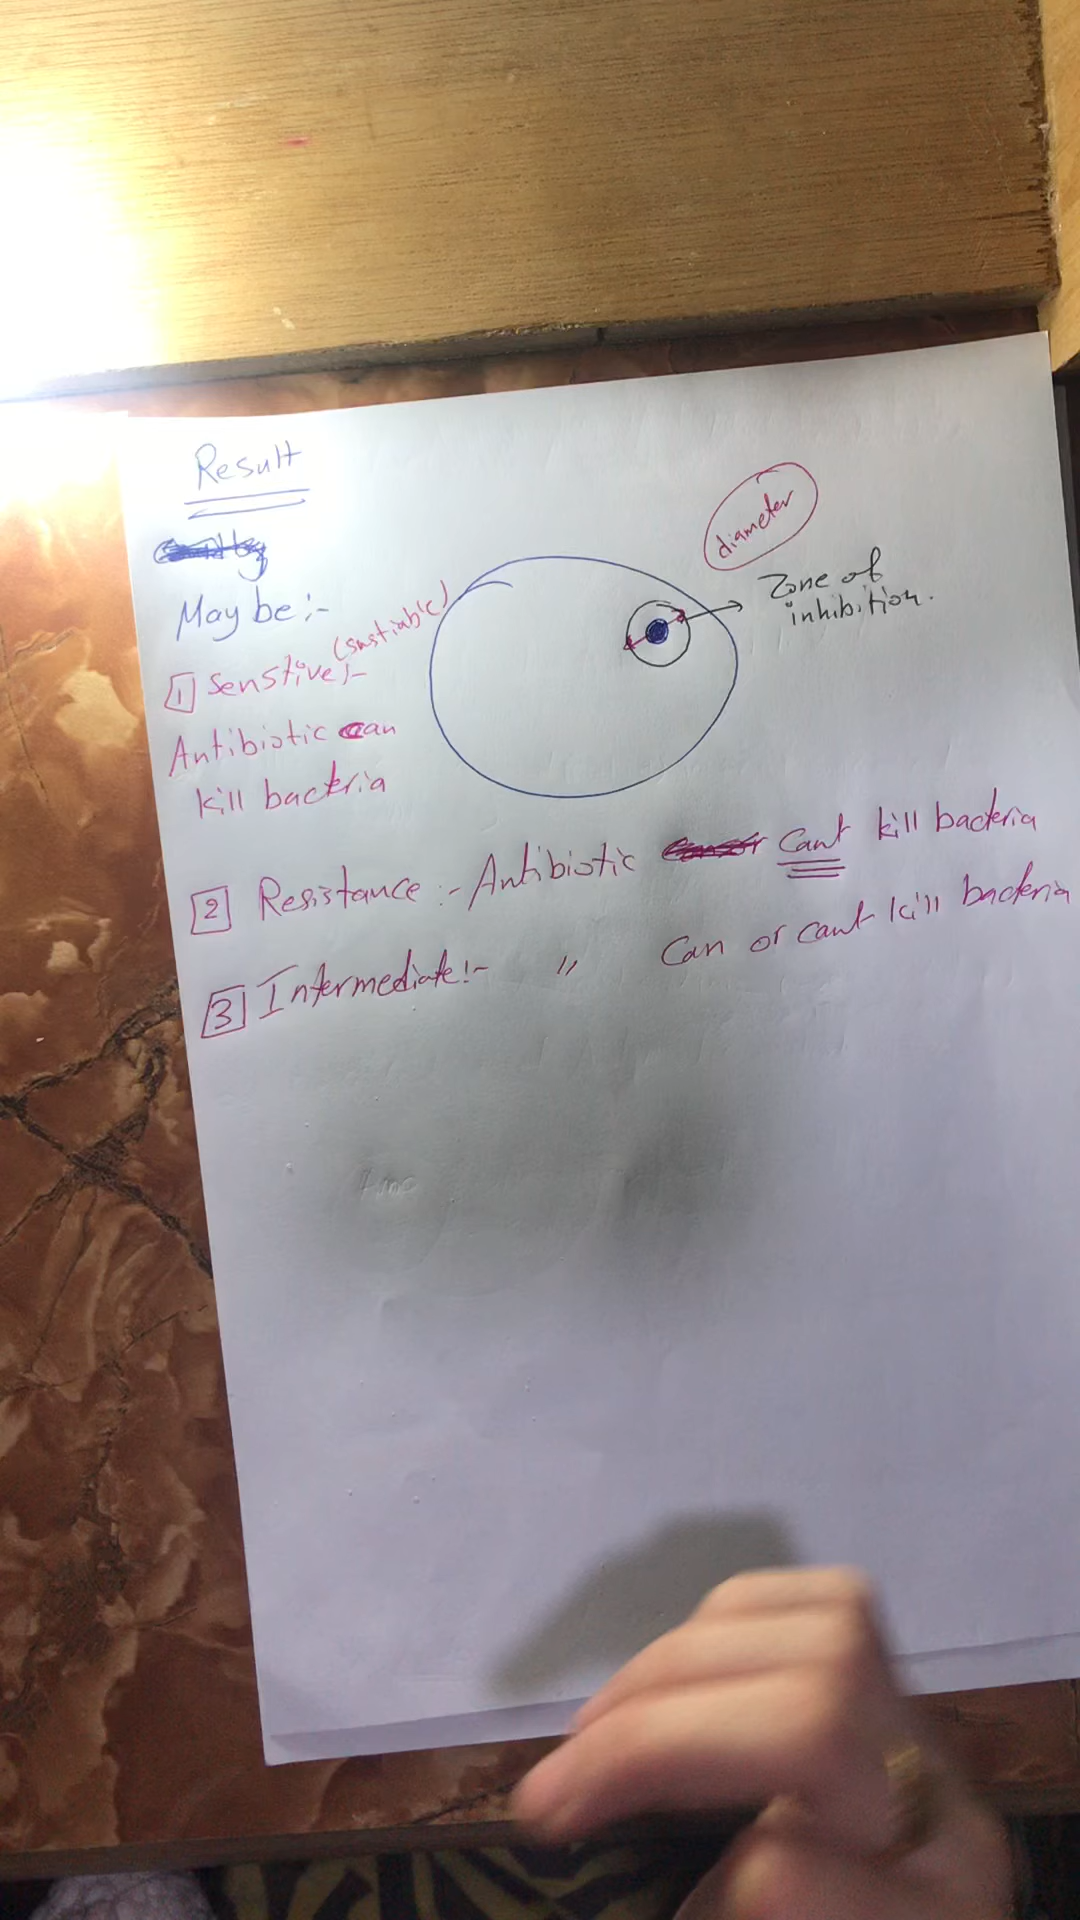 Result
May be:-
1 Senstive:- (sustiable)
Antibiotic can
kill bacteria
diameter
Zone of
inhibition.
2 Resistance:- Antibiotic cant kill bacteria
3 Intermediate:- " Can or cant kill bacteria